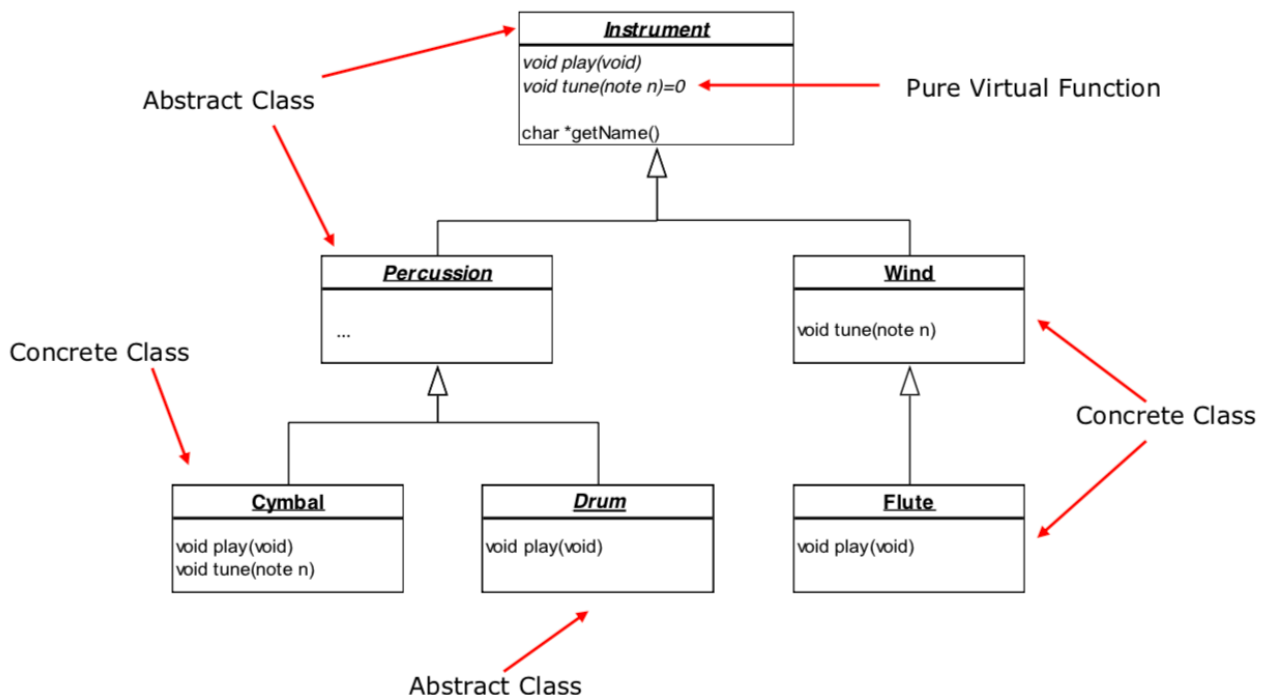 Instrument
void play(void)
void tune(note n)=0
char *getName()
Abstract Class
Pure Virtual Function
Percussion
...
Wind
void tune(note n)
Concrete Class
Concrete Class
Cymbal
void play(void)
void tune(note n)
Drum
void play(void)
Flute
void play(void)
Abstract Class